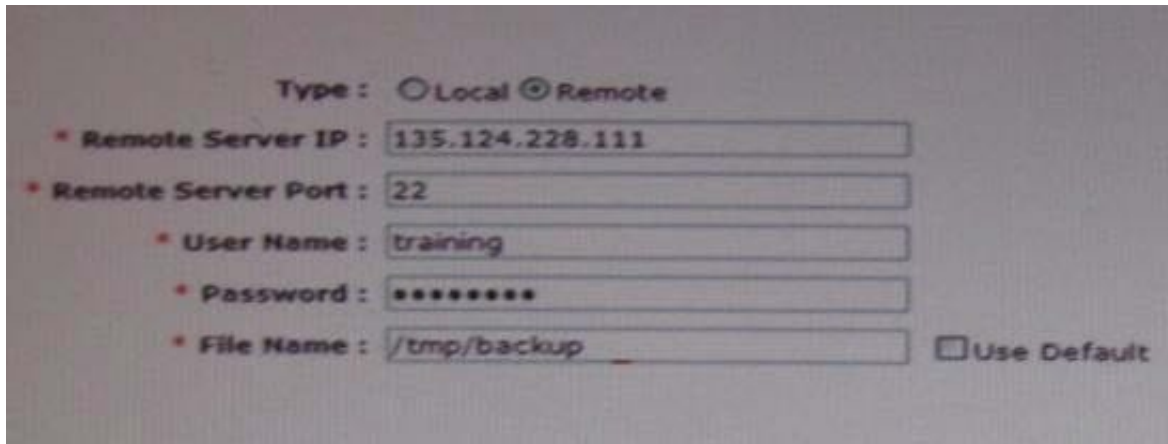 Type : Local Remote
* Remote Server IP : 135.124.228.111
* Remote Server Port : 22
* User Name : training
* Password : ••••••••
* File Name : /tmp/backup Use Default